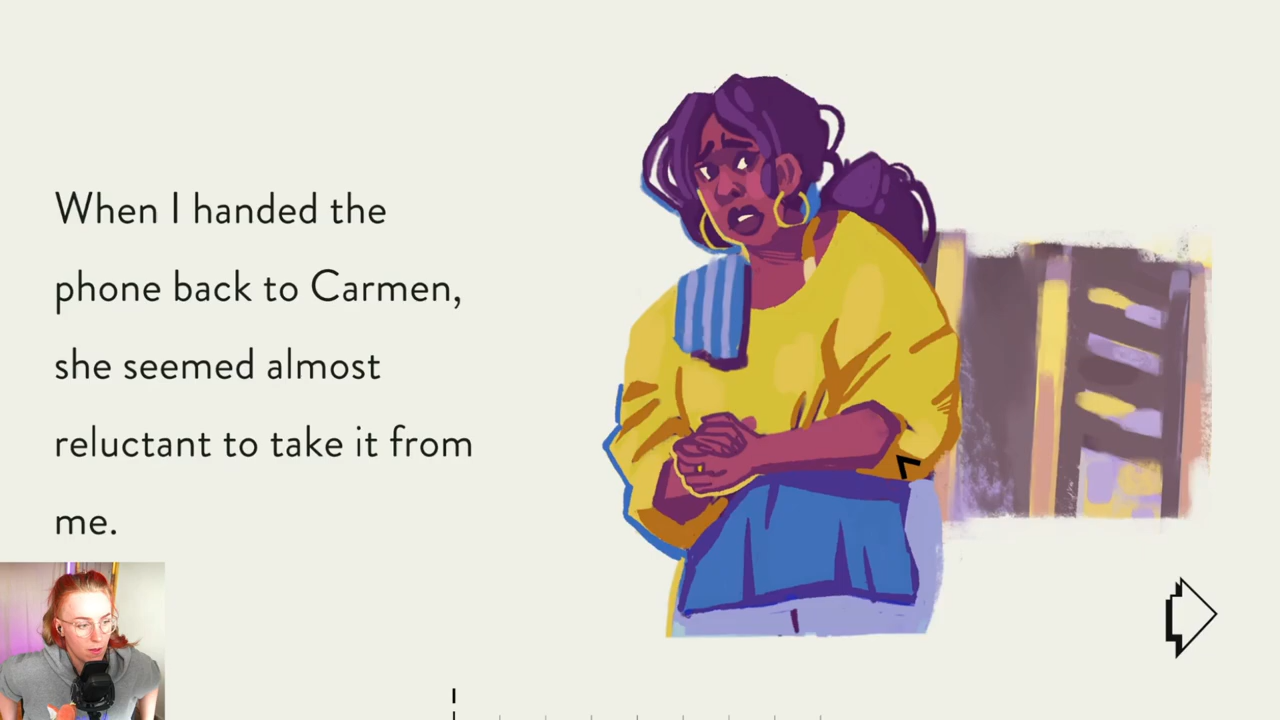 When I handed the
phone back to Carmen,
she seemed almost
reluctant to take it from
me.